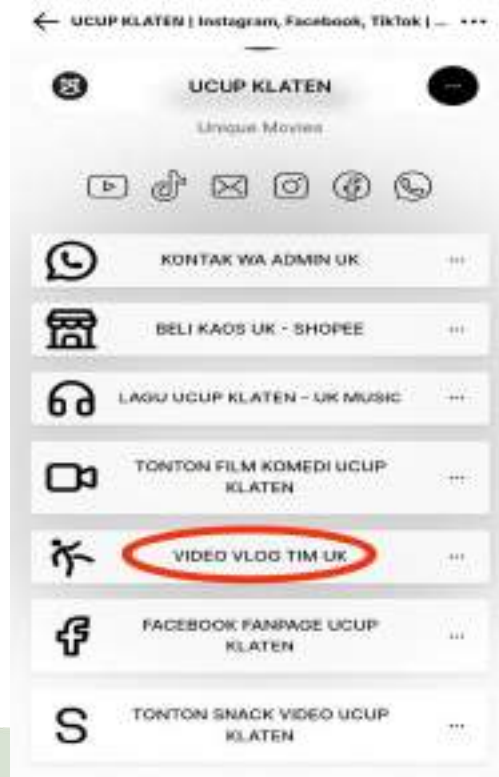 ← UCUP KLATEN | Instagram, Facebook, TikTok | ... ...
UCUP KLATEN
Unique Movies
KONTAK WA ADMIN UK
BELI KAOS UK - SHOPEE
LAGU UCUP KLATEN - UK MUSIC
TONTON FILM KOMEDI UCUP
KLATEN
VIDEO VLOG TIM UK
FACEBOOK FANPAGE UCUP
KLATEN
TONTON SNACK VIDEO UCUP
KLATEN